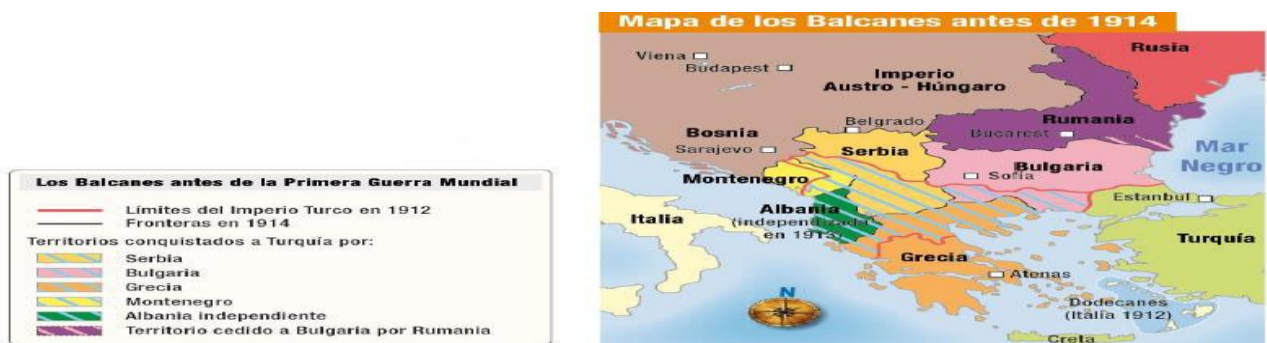 Los Balcanes antes de la Primera Guerra Mundial
Límites del Imperio Turco en 1912
Fronteras en 1914
Territorios conquistados a Turquía por:
Serbia
Bulgaria
Grecia
Montenegro
Albania independiente
Territorio cedido a Bulgaria por Rumania
Mapa de los Balcanes antes de 1914
Rusia
Viena
Budapest
Imperio
Austro - Húngaro
Belgrado
Rumania
Bucarest
Bosnia
Sarajevo
Serbia
Mar
Negro
Bulgaria
Sofía
Montenegro
Estanbul
Italia
Albania
(independizada
en 1913)
Turquía
Grecia
Atenas
N
Dodecanes
(Italia 1912)
Creta